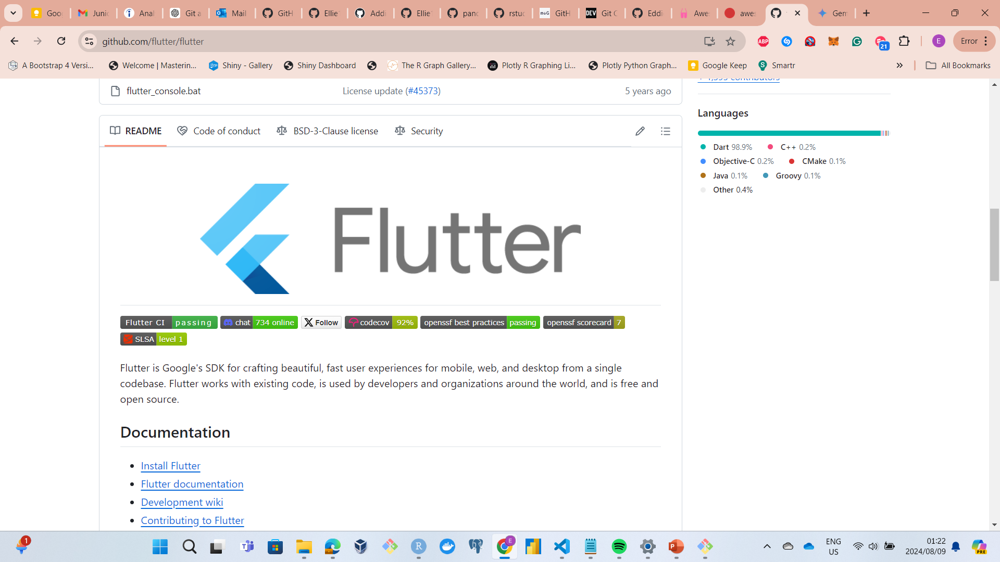 Goo
Junio
Anal
Git a
Mail
GitH
Ellie
Addi
Ellie
panc
rstuc
GitH
Git C
Eddi
Awes
awes
Gem
github.com/flutter/flutter
ABP
21
E
Error
A Bootstrap 4 Versi...
Welcome | Masterin...
Shiny - Gallery
Shiny Dashboard
The R Graph Gallery...
Plotly R Graphing Li...
Plotly Python Graph...
Google Keep
Smartr
All Bookmarks
flutter_console.bat
License update (#45373)
5 years ago
README
Code of conduct
BSD-3-Clause license
Security
Languages
Dart 98.9%
C++ 0.2%
Objective-C 0.2%
CMake 0.1%
Java 0.1%
Groovy 0.1%
Other 0.4%
Flutter
Flutter CI passing
chat 734 online
X Follow
codecov 92%
openssf best practices passing
openssf scorecard 7
SLSA level 1
Flutter is Google's SDK for crafting beautiful, fast user experiences for mobile, web, and desktop from a single
codebase. Flutter works with existing code, is used by developers and organizations around the world, and is free and
open source.
Documentation
Install Flutter
Flutter documentation
Development wiki
Contributing to Flutter
1
ENG
US
01:22
2024/08/09
PRE